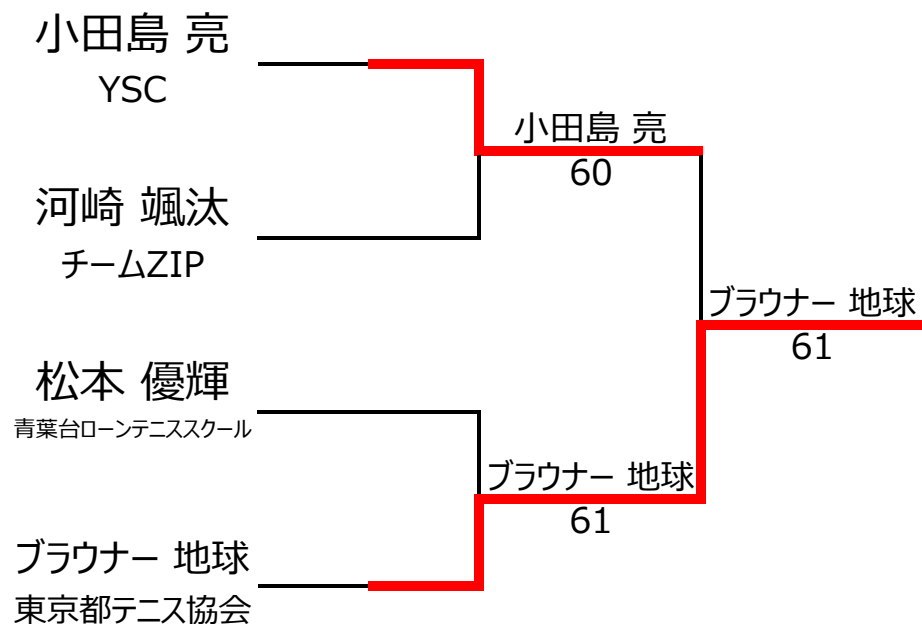 小田島 亮
YSC
小田島 亮
60
河崎 颯汰
チームZIP
ブラウナー 地球
61
松本 優輝
青葉台ローンテニススクール
ブラウナー 地球
61
ブラウナー 地球
東京都テニス協会